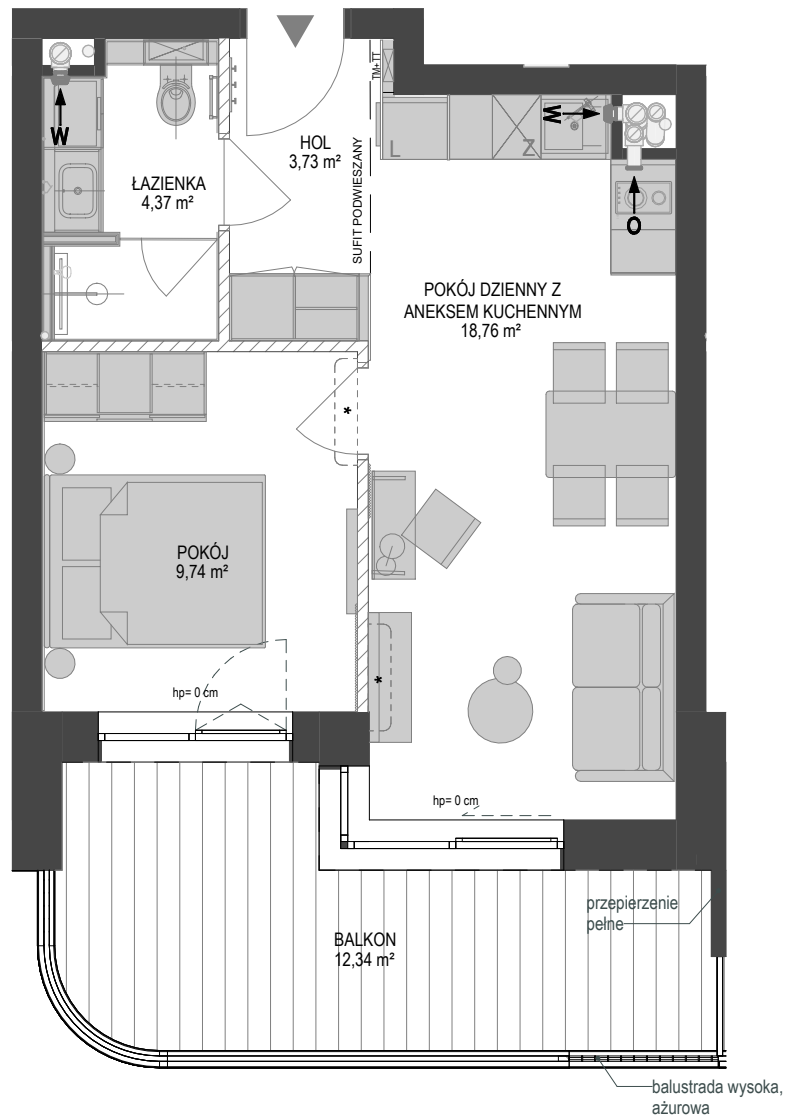 TM+TT
W
HOL
3,73 m²
ŁAZIENKA
4,37 m²
SUFIT PODWIESZANY
L
Z
W
O
POKÓJ DZIENNY Z
ANEKSEM KUCHENNYM
18,76 m²
*
POKÓJ
9,74 m²
*
hp= 0 cm
hp= 0 cm
przepierzenie
pełne
BALKON
12,34 m²
balustrada wysoka,
ażurowa